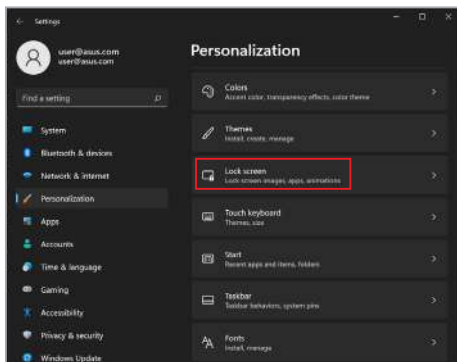 Settings
user@asus.com
user@asus.com
Find a setting
System
Bluetooth & devices
Network & internet
Personalization
Apps
Accounts
Time & language
Gaming
Accessibility
Privacy & security
Windows Update
Personalization
Colors
Accent color, transparency effects, color theme
Themes
Install, create, manage
Lock screen
Lock screen images, apps, animations
Touch keyboard
Themes, size
Start
Recent apps and items, folders
Taskbar
Taskbar behaviors, system pins
Fonts
Install, manage